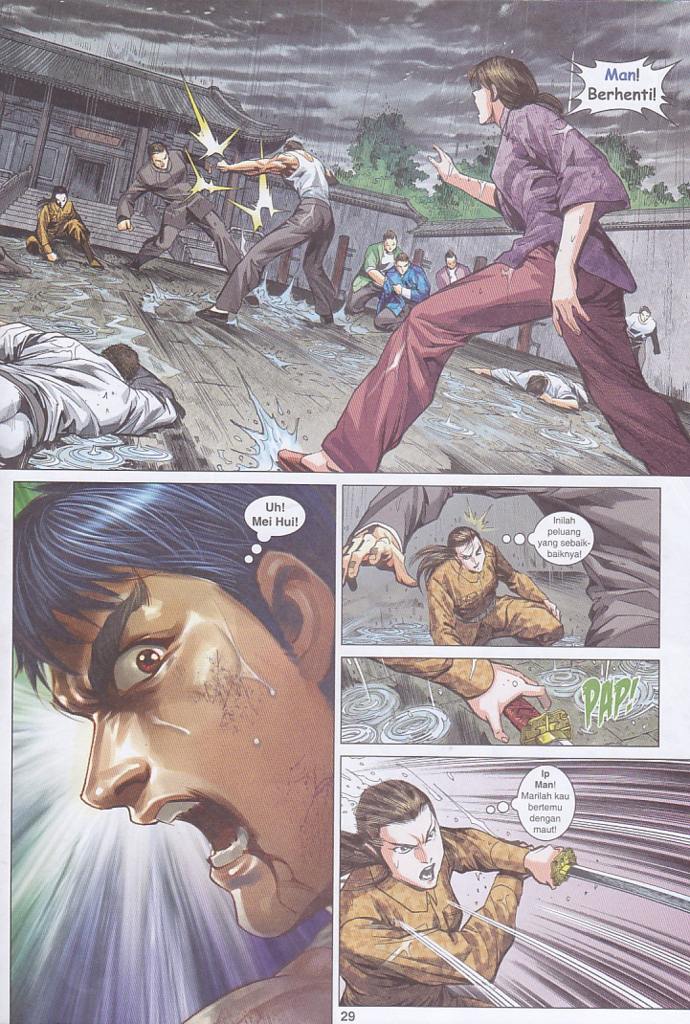 Man!
Berhenti!
Uh!
Mei Hui!
Inilah
peluang
yang sebaik-
baiknya!
PAP!
Ip
Man!
Marilah kau
bertemu
dengan
maut!
29